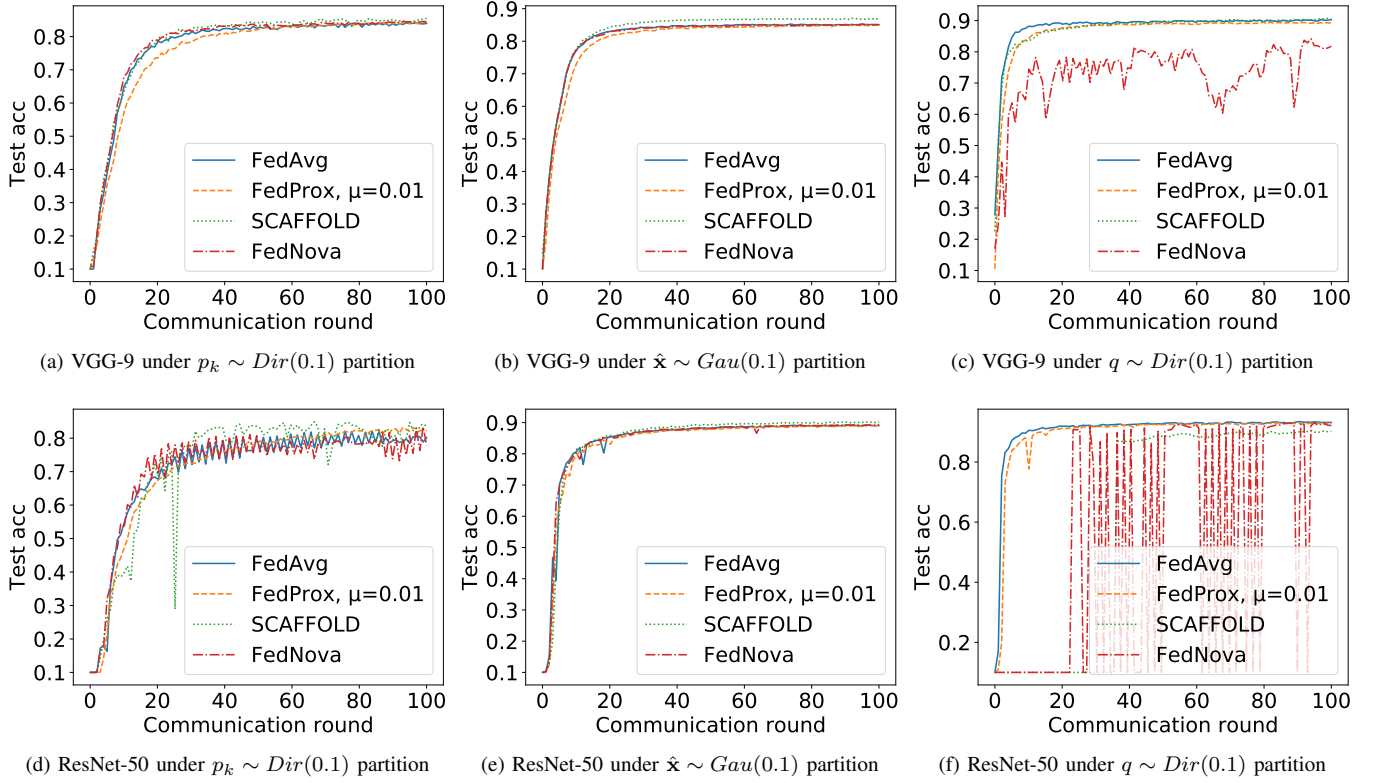 0.8
0.7
0.6
0.5
0.4
0.3
0.2
0.1
Test acc
FedAvg
FedProx, μ=0.01
SCAFFOLD
FedNova
0 20 40 60 80 100
Communication round
(a) VGG-9 under p_k ∼ Dir(0.1) partition
0.9
0.8
0.7
0.6
0.5
0.4
0.3
0.2
0.1
Test acc
FedAvg
FedProx, μ=0.01
SCAFFOLD
FedNova
0 20 40 60 80 100
Communication round
(b) VGG-9 under x̂ ∼ Gau(0.1) partition
0.9
0.8
0.7
0.6
0.5
0.4
0.3
0.2
0.1
Test acc
FedAvg
FedProx, μ=0.01
SCAFFOLD
FedNova
0 20 40 60 80 100
Communication round
(c) VGG-9 under q ∼ Dir(0.1) partition
0.8
0.7
0.6
0.5
0.4
0.3
0.2
0.1
Test acc
FedAvg
FedProx, μ=0.01
SCAFFOLD
FedNova
0 20 40 60 80 100
Communication round
(d) ResNet-50 under p_k ∼ Dir(0.1) partition
0.9
0.8
0.7
0.6
0.5
0.4
0.3
0.2
0.1
Test acc
FedAvg
FedProx, μ=0.01
SCAFFOLD
FedNova
0 20 40 60 80 100
Communication round
(e) ResNet-50 under x̂ ∼ Gau(0.1) partition
0.8
0.6
0.4
0.2
Test acc
FedAvg
FedProx, μ=0.01
SCAFFOLD
FedNova
0 20 40 60 80 100
Communication round
(f) ResNet-50 under q ∼ Dir(0.1) partition